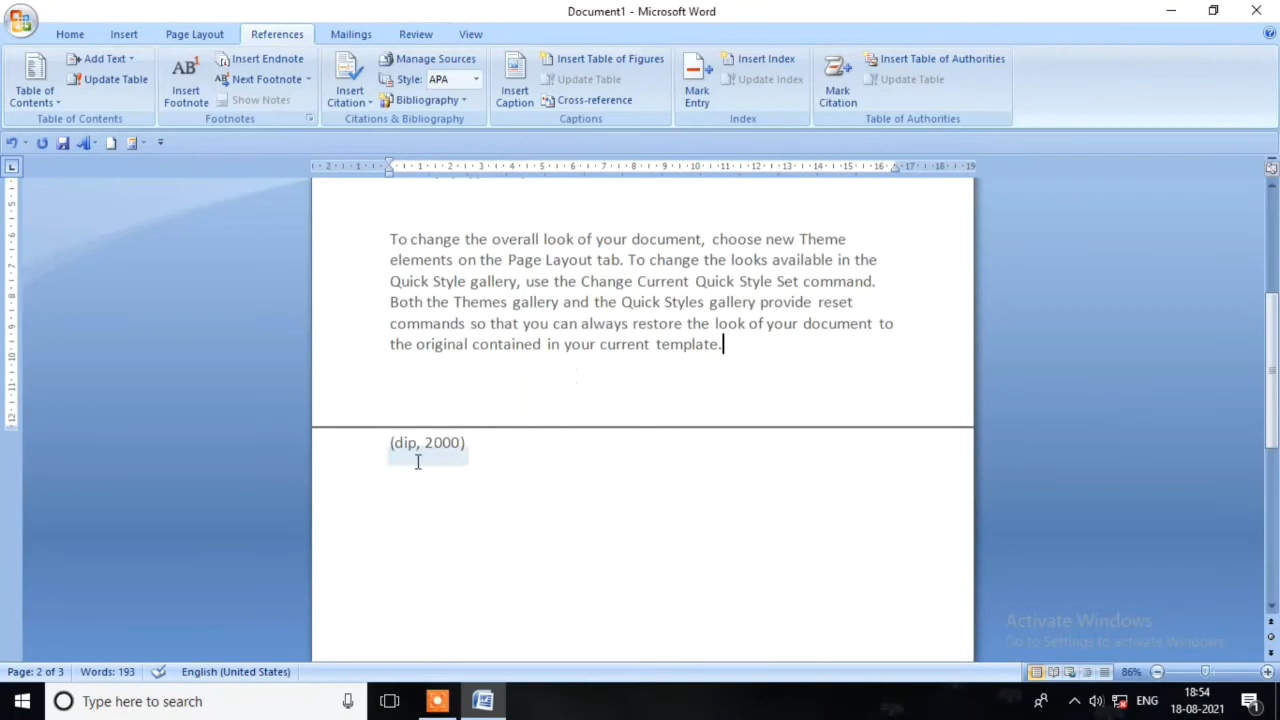 Document1 - Microsoft Word
Home Insert Page Layout References Mailings Review View
Table of Contents
Add Text
Update Table
Table of Contents
AB1 Insert Footnote
Insert Endnote
Next Footnote
Show Notes
Footnotes
Insert Citation
Manage Sources
Style: APA
Bibliography
Citations & Bibliography
Insert Caption
Insert Table of Figures
Update Table
Cross-reference
Captions
Mark Entry
Insert Index
Update Index
Index
Mark Citation
Insert Table of Authorities
Update Table
Table of Authorities
To change the overall look of your document, choose new Theme
elements on the Page Layout tab. To change the looks available in the
Quick Style gallery, use the Change Current Quick Style Set command.
Both the Themes gallery and the Quick Styles gallery provide reset
commands so that you can always restore the look of your document to
the original contained in your current template.
(dip, 2000)
Activate Windows
Go to Settings to activate Windows.
Page: 2 of 3 Words: 193 English (United States) 86%
Type here to search
ENG
18:54
18-08-2021